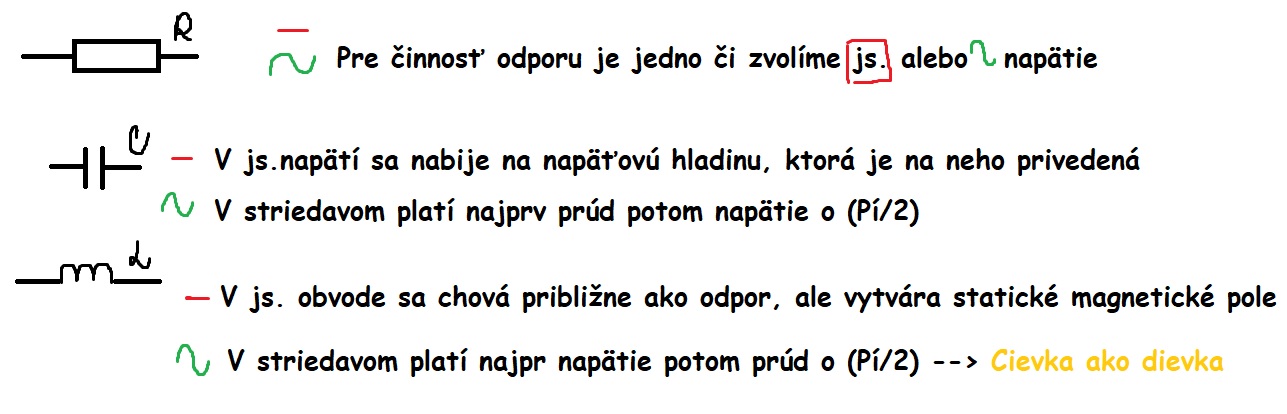 R
Pre činnosť odporu je jedno či zvolíme js. alebo napätie
C
V js.napätí sa nabije na napäťovú hladinu, ktorá je na neho privedená
V striedavom platí najprv prúd potom napätie o (Pí/2)
L
V js. obvode sa chová približne ako odpor, ale vytvára statické magnetické pole
V striedavom platí najpr napätie potom prúd o (Pí/2) --> Cievka ako dievka